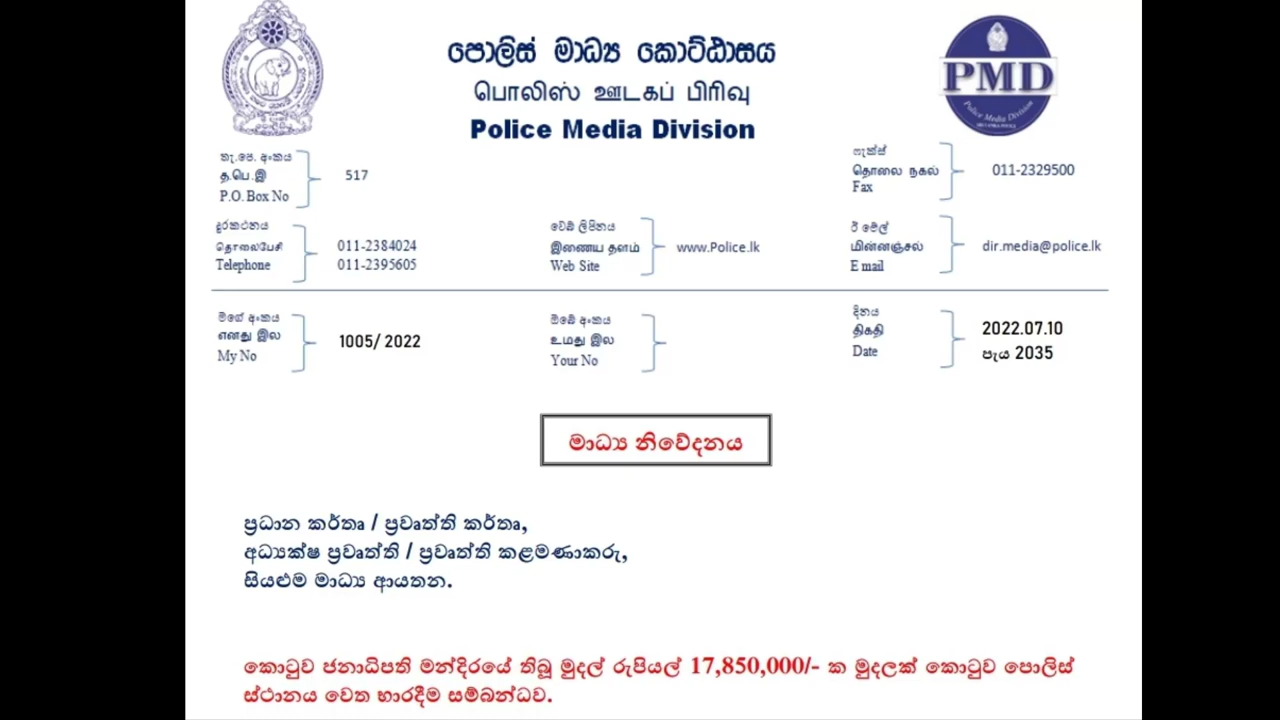 පොලිස් මාධ්‍ය කොට්ඨාසය
பொலிஸ் ஊடகப் பிரிவு
Police Media Division
PMD
Police Media Division
තැ.පෙ. අංකය
த.பெ.இ
P.O. Box No
517
ෆැක්ස්
தொலை நகல்
Fax
011-2329500
දුරකථනය
தொலைபேசி
Telephone
011-2384024
011-2395605
වෙබ් ලිපිනය
இணைய தளம்
Web Site
www.Police.lk
ඊ මේල්
மின்னஞ்சல்
E mail
dir.media@police.lk
මගේ අංකය
எனது இல
My No
1005/ 2022
ඔබේ අංකය
உமது இல
Your No
දිනය
திகதி
Date
2022.07.10
පැය 2035
මාධ්‍ය නිවේදනය
ප්‍රධාන කර්තෘ / ප්‍රවෘත්ති කර්තෘ,
අධ්‍යක්ෂ ප්‍රවෘත්ති / ප්‍රවෘත්ති කළමණාකරු,
සියළුම මාධ්‍ය ආයතන.
කොටුව ජනාධිපති මන්දිරයේ තිබූ මුදල් රුපියල් 17,850,000/- ක මුදලක් කොටුව පොලිස්
ස්ථානය වෙත භාරදීම සම්බන්ධව.